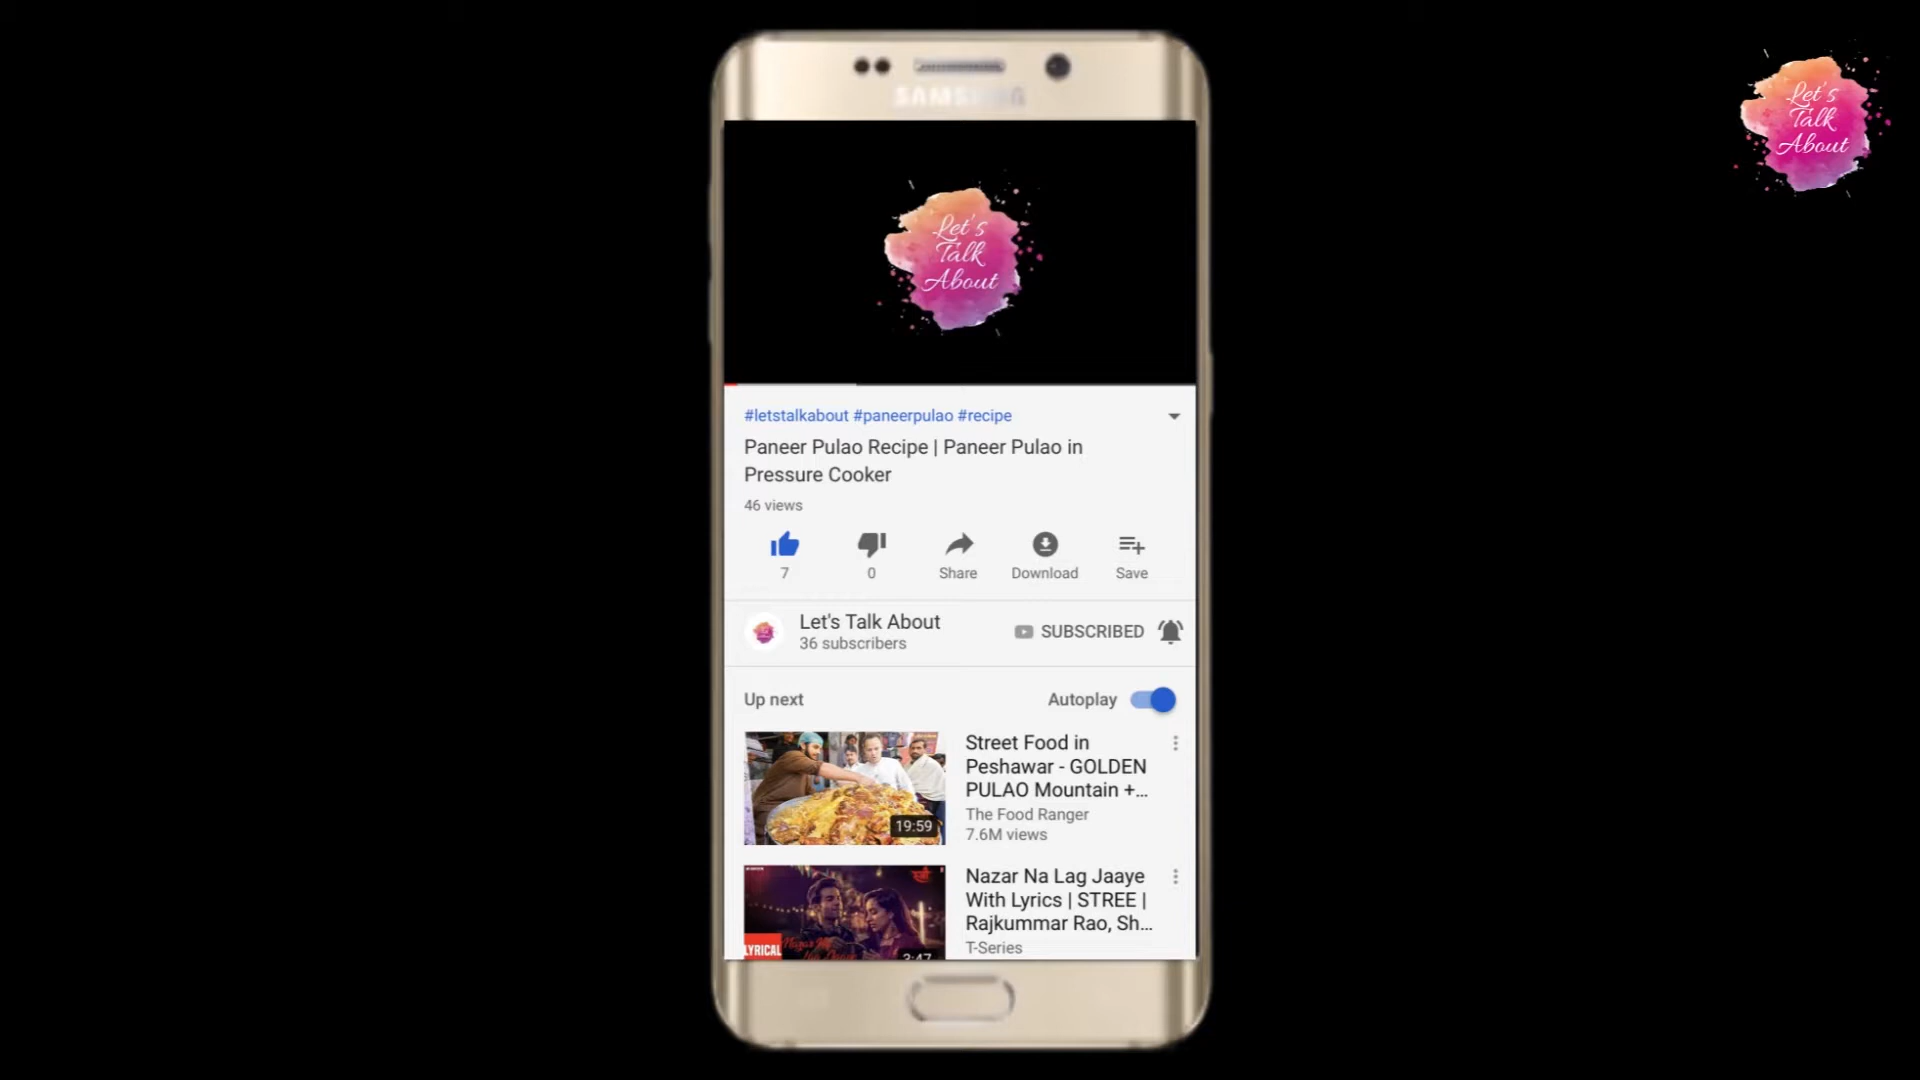 SAMSUNG
Let's
Talk
About
Let's
Talk
About
#letstalkabout #paneerpulao #recipe
Paneer Pulao Recipe | Paneer Pulao in
Pressure Cooker
46 views
7
0
Share
Download
Save
Let's Talk About
36 subscribers
SUBSCRIBED
Up next
Autoplay
19:59
Street Food in
Peshawar - GOLDEN
PULAO Mountain +...
The Food Ranger
7.6M views
LYRICAL
3:47
Nazar Na Lag Jaaye
With Lyrics | STREE |
Rajkummar Rao, Sh...
T-Series